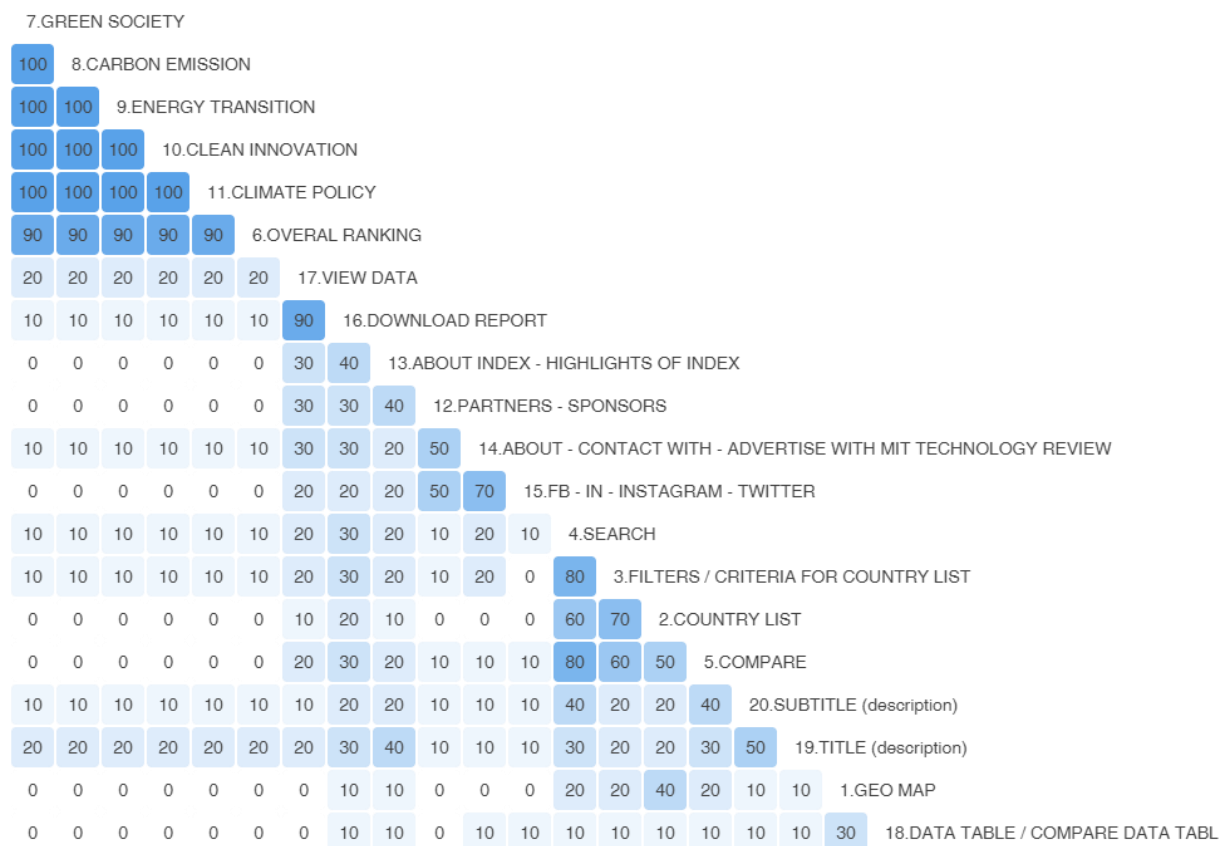 7.GREEN SOCIETY
100 8.CARBON EMISSION
100 100 9.ENERGY TRANSITION
100 100 100 10.CLEAN INNOVATION
100 100 100 100 11.CLIMATE POLICY
90 90 90 90 90 6.OVERAL RANKING
20 20 20 20 20 20 17.VIEW DATA
10 10 10 10 10 10 90 16.DOWNLOAD REPORT
0 0 0 0 0 0 30 40 13.ABOUT INDEX - HIGHLIGHTS OF INDEX
0 0 0 0 0 0 30 30 40 12.PARTNERS - SPONSORS
10 10 10 10 10 10 30 30 20 50 14.ABOUT - CONTACT WITH - ADVERTISE WITH MIT TECHNOLOGY REVIEW
0 0 0 0 0 0 20 20 20 50 70 15.FB - IN - INSTAGRAM - TWITTER
10 10 10 10 10 10 20 30 20 10 20 10 4.SEARCH
10 10 10 10 10 10 20 30 20 10 20 0 80 3.FILTERS / CRITERIA FOR COUNTRY LIST
0 0 0 0 0 0 10 20 10 0 0 0 60 70 2.COUNTRY LIST
0 0 0 0 0 0 20 30 20 10 10 10 80 60 50 5.COMPARE
10 10 10 10 10 10 10 20 20 10 10 10 40 20 20 40 20.SUBTITLE (description)
20 20 20 20 20 20 20 30 40 10 10 10 30 20 20 30 50 19.TITLE (description)
0 0 0 0 0 0 0 10 10 0 0 0 20 20 40 20 10 10 1.GEO MAP
0 0 0 0 0 0 0 10 10 0 10 10 10 10 10 10 10 10 30 18.DATA TABLE / COMPARE DATA TABL